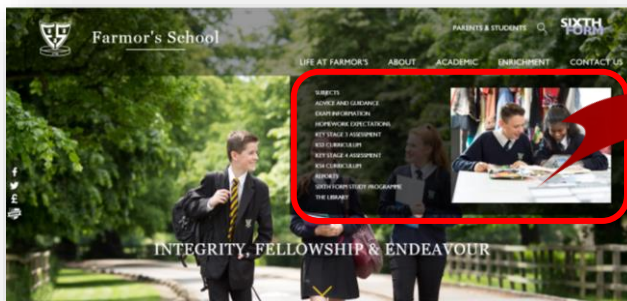 PARENTS & STUDENTS
SIXTH
FORM
Farmor's School
LIFE AT FARMOR'S ABOUT ACADEMIC ENRICHMENT CONTACT US
SUBJECTS
ADVICE AND GUIDANCE
EXAM INFORMATION
HOMEWORK EXPECTATIONS
KEY STAGE 3 ASSESSMENT
KS3 CURRICULUM
KEY STAGE 4 ASSESSMENT
KS4 CURRICULUM
REPORTS
SIXTH FORM STUDY PROGRAMME
THE LIBRARY
INTEGRITY, FELLOWSHIP & ENDEAVOUR